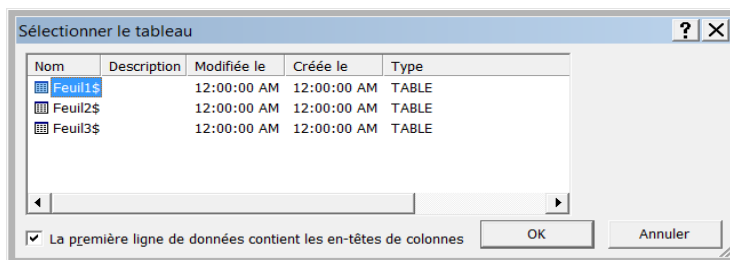 Sélectionner le tableau
Nom Description Modifiée le Créée le Type
Feuil1$ 12:00:00 AM 12:00:00 AM TABLE
Feuil2$ 12:00:00 AM 12:00:00 AM TABLE
Feuil3$ 12:00:00 AM 12:00:00 AM TABLE
La première ligne de données contient les en-têtes de colonnes OK Annuler